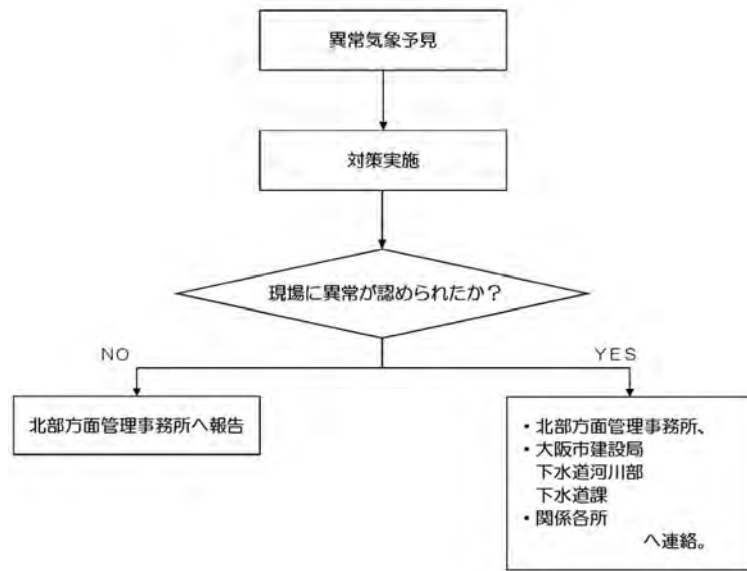 異常気象予見
対策実施
現場に異常が認められたか？
NO
YES
北部方面管理事務所へ報告
・北部方面管理事務所、
・大阪市建設局
下水道河川部
下水道課
・関係各所
へ連絡。